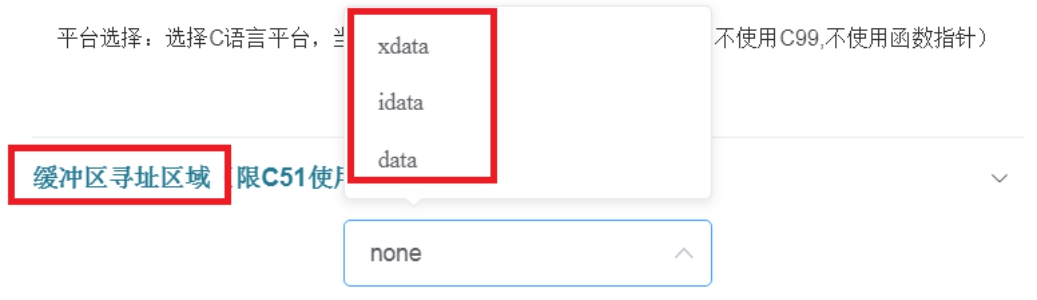 平台选择：选择C语言平台，当
不使用C99,不使用函数指针）
xdata
idata
data
缓冲区寻址区域
限C51使用
none